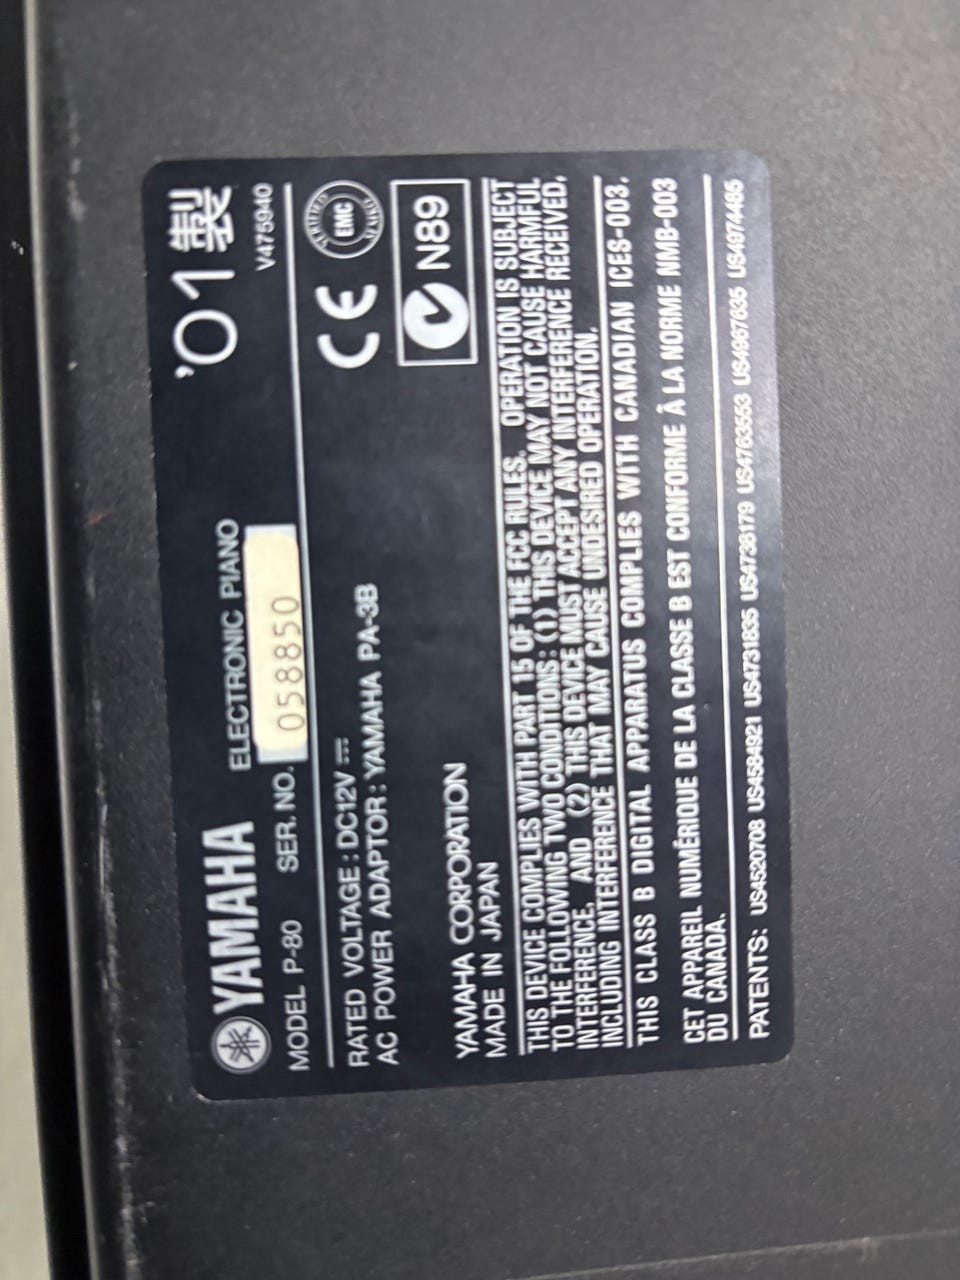 YAMAHA ELECTRONIC PIANO '01製
MODEL P-80 SER. NO. 058850 V475940
RATED VOLTAGE : DC12V
AC POWER ADAPTOR : YAMAHA PA-3B
CE
EMC
N89
YAMAHA CORPORATION
MADE IN JAPAN
THIS DEVICE COMPLIES WITH PART 15 OF THE FCC RULES. OPERATION IS SUBJECT
TO THE FOLLOWING TWO CONDITIONS: (1) THIS DEVICE MAY NOT CAUSE HARMFUL
INTERFERENCE, AND (2) THIS DEVICE MUST ACCEPT ANY INTERFERENCE RECEIVED,
INCLUDING INTERFERENCE THAT MAY CAUSE UNDESIRED OPERATION.
THIS CLASS B DIGITAL APPARATUS COMPLIES WITH CANADIAN ICES-003.
CET APPAREIL NUMÉRIQUE DE LA CLASSE B EST CONFORME À LA NORME NMB-003
DU CANADA.
PATENTS: US4520708 US4584921 US4731835 US4738179 US4763553 US4967635 US4974485